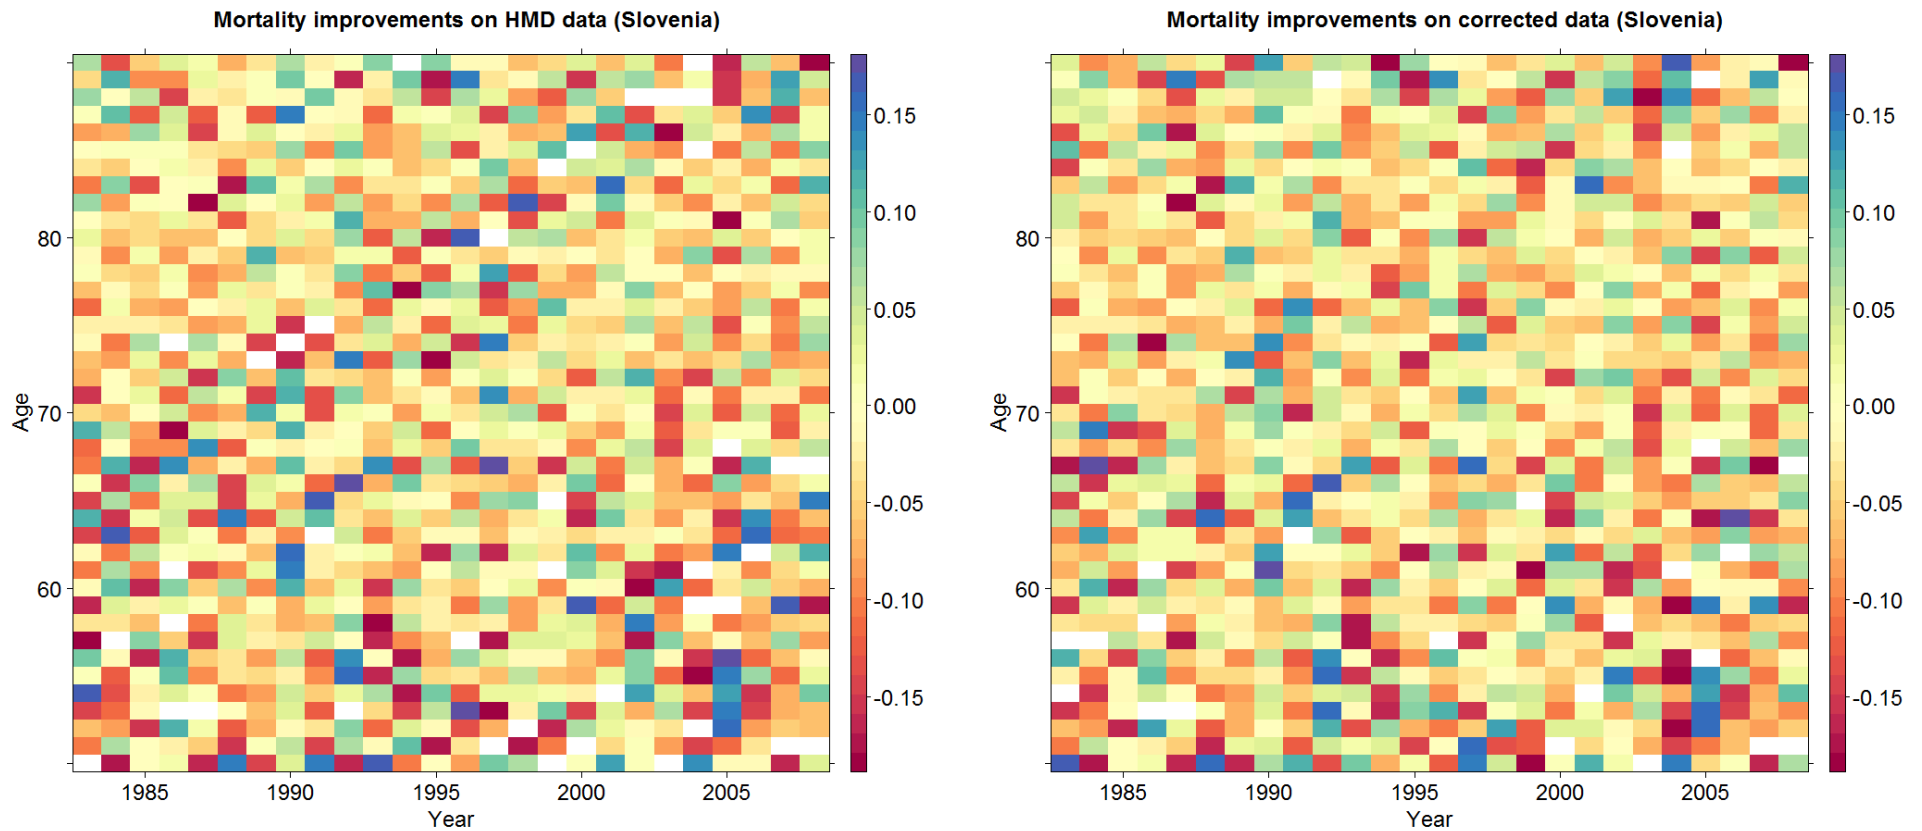 Mortality improvements on HMD data (Slovenia)
80
70
60
Age
1985 1990 1995 2000 2005
Year
0.15
0.10
0.05
0.00
-0.05
-0.10
-0.15
Mortality improvements on corrected data (Slovenia)
80
70
60
Age
1985 1990 1995 2000 2005
Year
0.15
0.10
0.05
0.00
-0.05
-0.10
-0.15